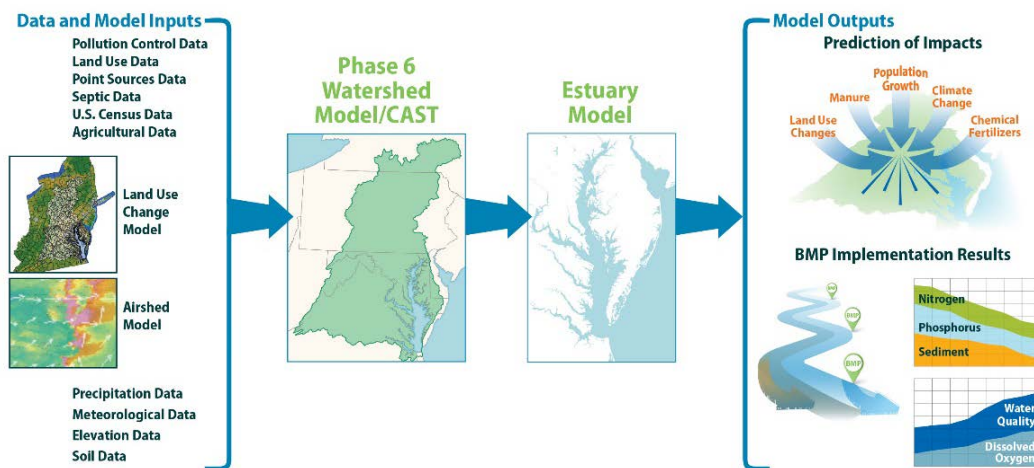 Data and Model Inputs
Pollution Control Data
Land Use Data
Point Sources Data
Septic Data
U.S. Census Data
Agricultural Data
Land Use
Change
Model
Airshed
Model
Precipitation Data
Meteorological Data
Elevation Data
Soil Data
Phase 6
Watershed
Model/CAST
Estuary
Model
Model Outputs
Prediction of Impacts
Population
Growth
Manure
Climate
Change
Land Use
Changes
Chemical
Fertilizers
BMP Implementation Results
BMP
BMP
BMP
Nitrogen
Phosphorus
Sediment
Water
Quality
Dissolved
Oxygen